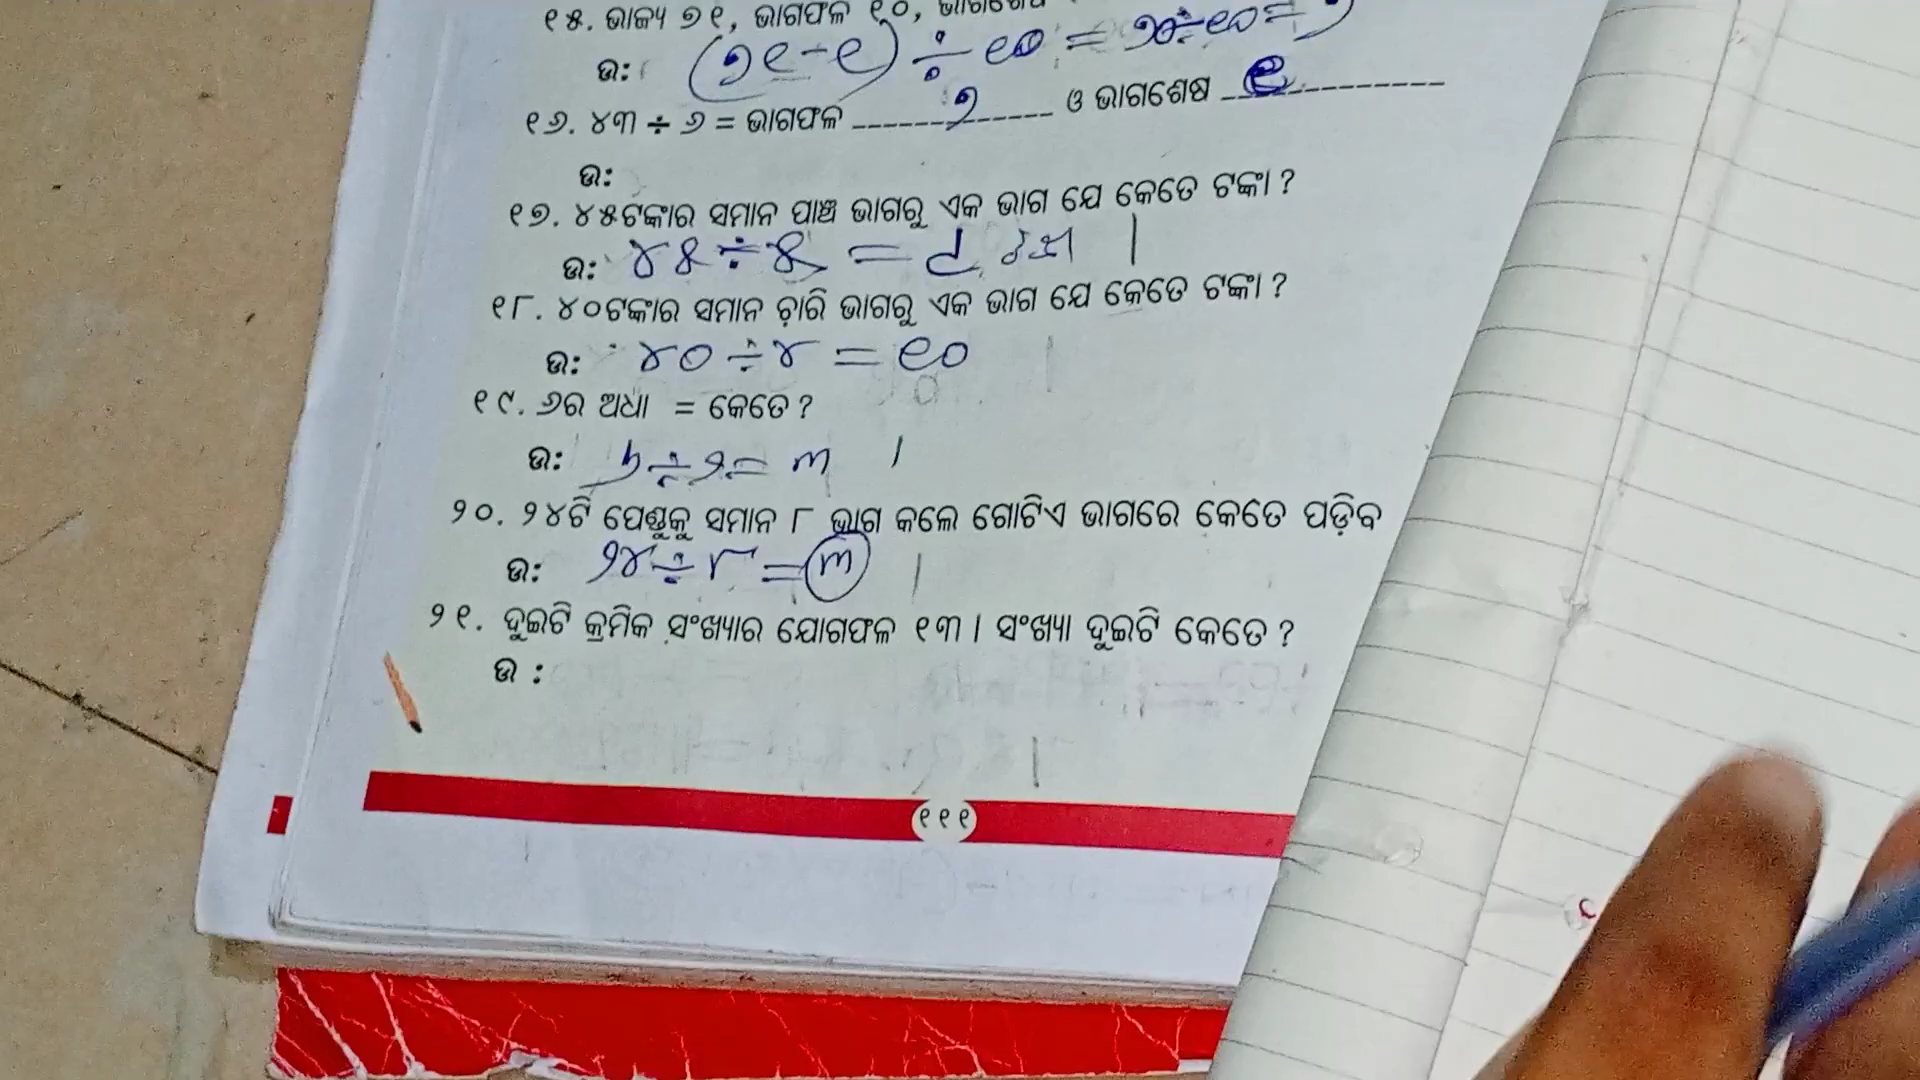 ୧୫. ଭାଜ୍ୟ ୭୧, ଭାଗଫଳ ୧୦, ଭାଗଶେଷ
ଉ: (୭୧-୧) ÷ ୧୦ = ୭୦÷୧୦=୭
୧୬. ୪୩ ÷ ୬ = ଭାଗଫଳ ୭ ଓ ଭାଗଶେଷ ୧
ଉ:
୧୭. ୪୫ଟଙ୍କାର ସମାନ ପାଞ୍ଚ ଭାଗରୁ ଏକ ଭାଗ ଯେ କେତେ ଟଙ୍କା ?
ଉ: ୪୫÷୫ = ୯ ।
୧୮. ୪୦ଟଙ୍କାର ସମାନ ଚାରି ଭାଗରୁ ଏକ ଭାଗ ଯେ କେତେ ଟଙ୍କା ?
ଉ: ୪୦÷୪ = ୧୦
୧୯. ୬ର ଅଧା = କେତେ ?
ଉ: ୬÷୨= ୩ ।
୨୦. ୨୪ଟି ପେଣ୍ଡୁକୁ ସମାନ ୮ ଭାଗ କଲେ ଗୋଟିଏ ଭାଗରେ କେତେ ପଡ଼ିବ
ଉ: ୨୪÷୮=୩ ।
୨୧. ଦୁଇଟି କ୍ରମିକ ସଂଖ୍ୟାର ଯୋଗଫଳ ୧୩ । ସଂଖ୍ୟା ଦୁଇଟି କେତେ ?
ଉ :
୧୧୧